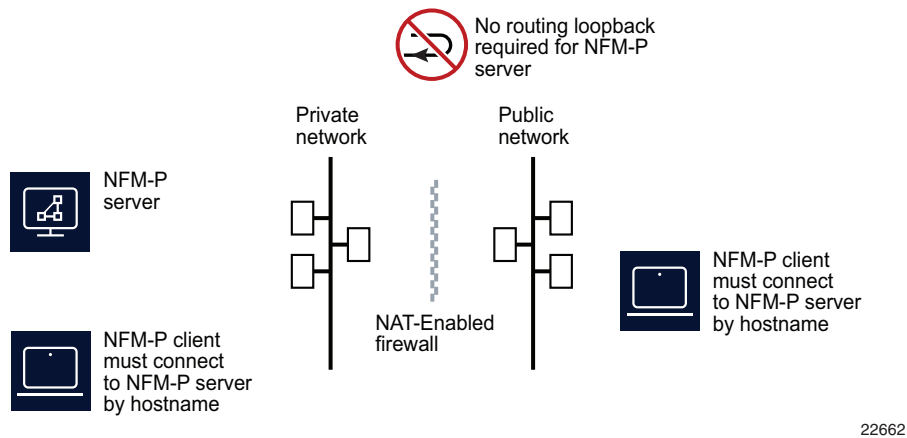 No routing loopback
required for NFM-P
server
Private
network
Public
network
NFM-P
server
NAT-Enabled
firewall
NFM-P client
must connect
to NFM-P server
by hostname
NFM-P client
must connect
to NFM-P server
by hostname
22662